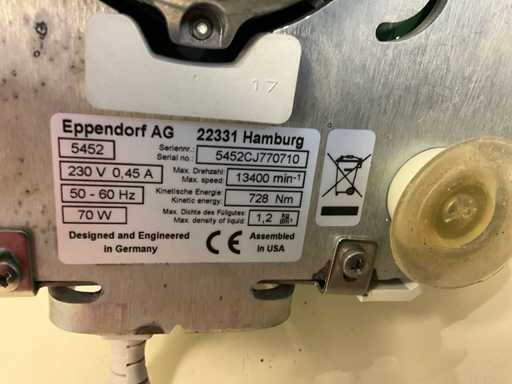 17
Eppendorf AG 22331 Hamburg
5452 Seriennr.: Serial no.: 5452CJ770710
230 V 0,45 A Max. Drehzahl: Max. speed: 13400 min⁻¹
50 - 60 Hz Kinetische Energie: Kinetic energy: 728 Nm
70 W Max. Dichte des Füllgutes: Max. density of liquid: 1,2 kg/dm³
Designed and Engineered in Germany
CE
Assembled in USA